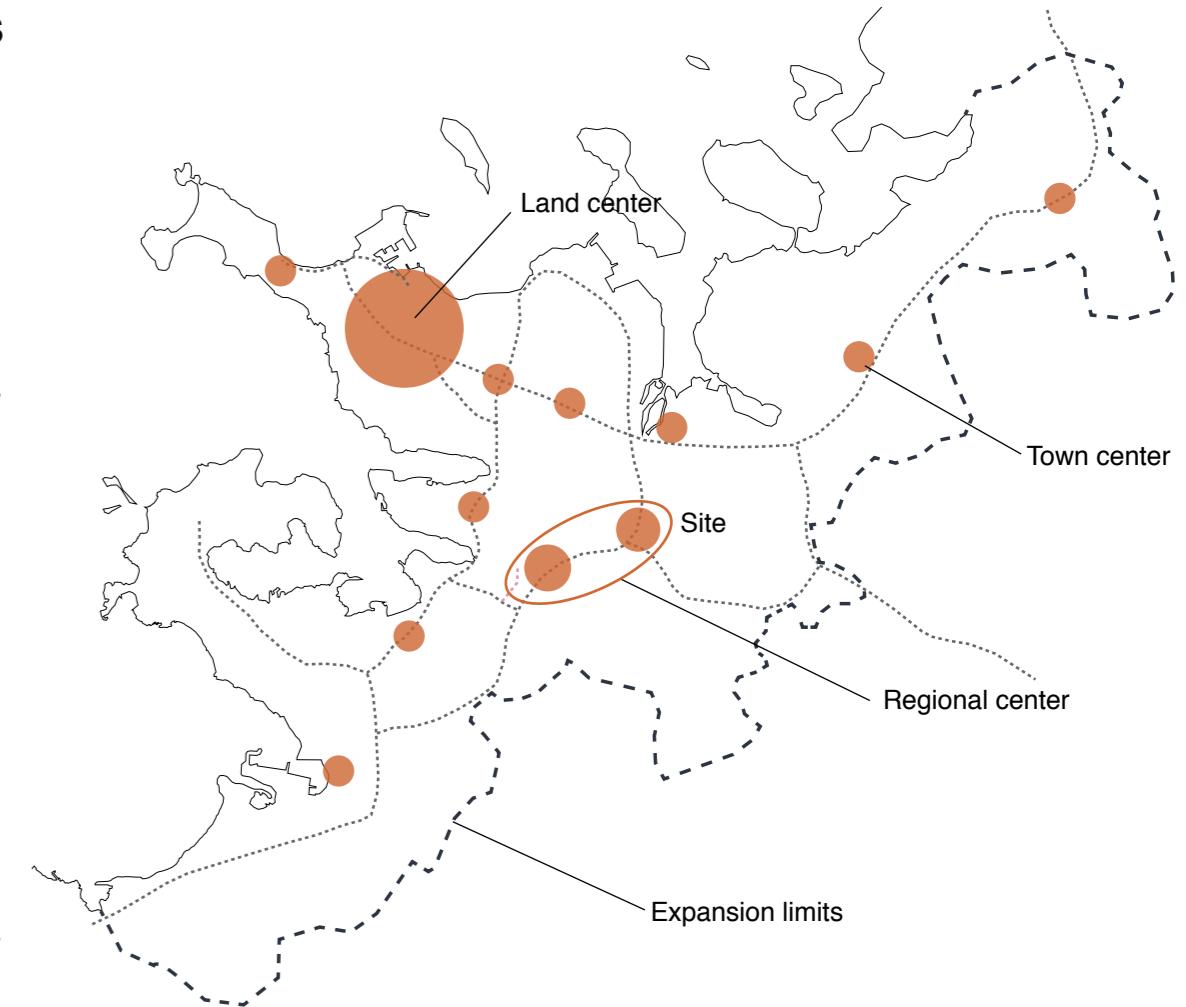 s
Land center
Town center
Site
Regional center
Expansion limits